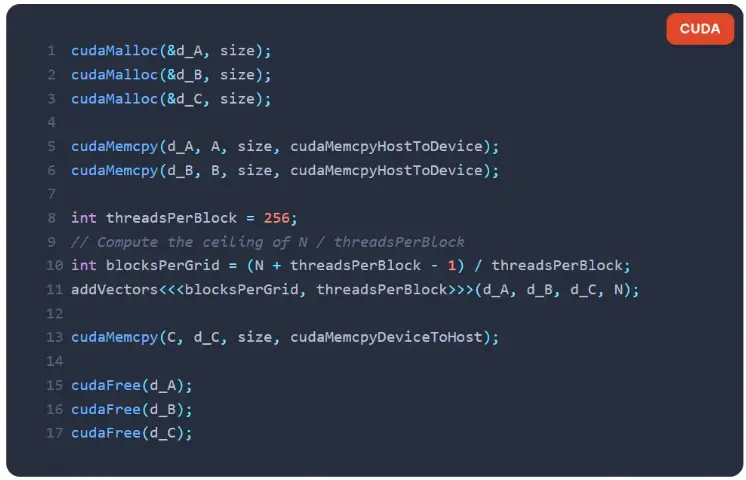 CUDA
1 cudaMalloc(&d_A, size);
2 cudaMalloc(&d_B, size);
3 cudaMalloc(&d_C, size);
4
5 cudaMemcpy(d_A, A, size, cudaMemcpyHostToDevice);
6 cudaMemcpy(d_B, B, size, cudaMemcpyHostToDevice);
7
8 int threadsPerBlock = 256;
9 // Compute the ceiling of N / threadsPerBlock
10 int blocksPerGrid = (N + threadsPerBlock - 1) / threadsPerBlock;
11 addVectors<<<blocksPerGrid, threadsPerBlock>>>(d_A, d_B, d_C, N);
12
13 cudaMemcpy(C, d_C, size, cudaMemcpyDeviceToHost);
14
15 cudaFree(d_A);
16 cudaFree(d_B);
17 cudaFree(d_C);